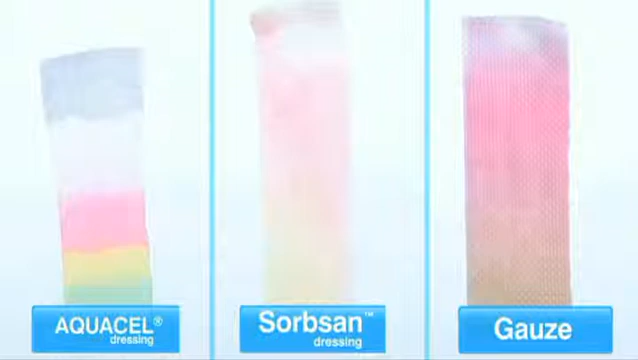 AQUACEL®
dressing
Sorbsan™
dressing
Gauze